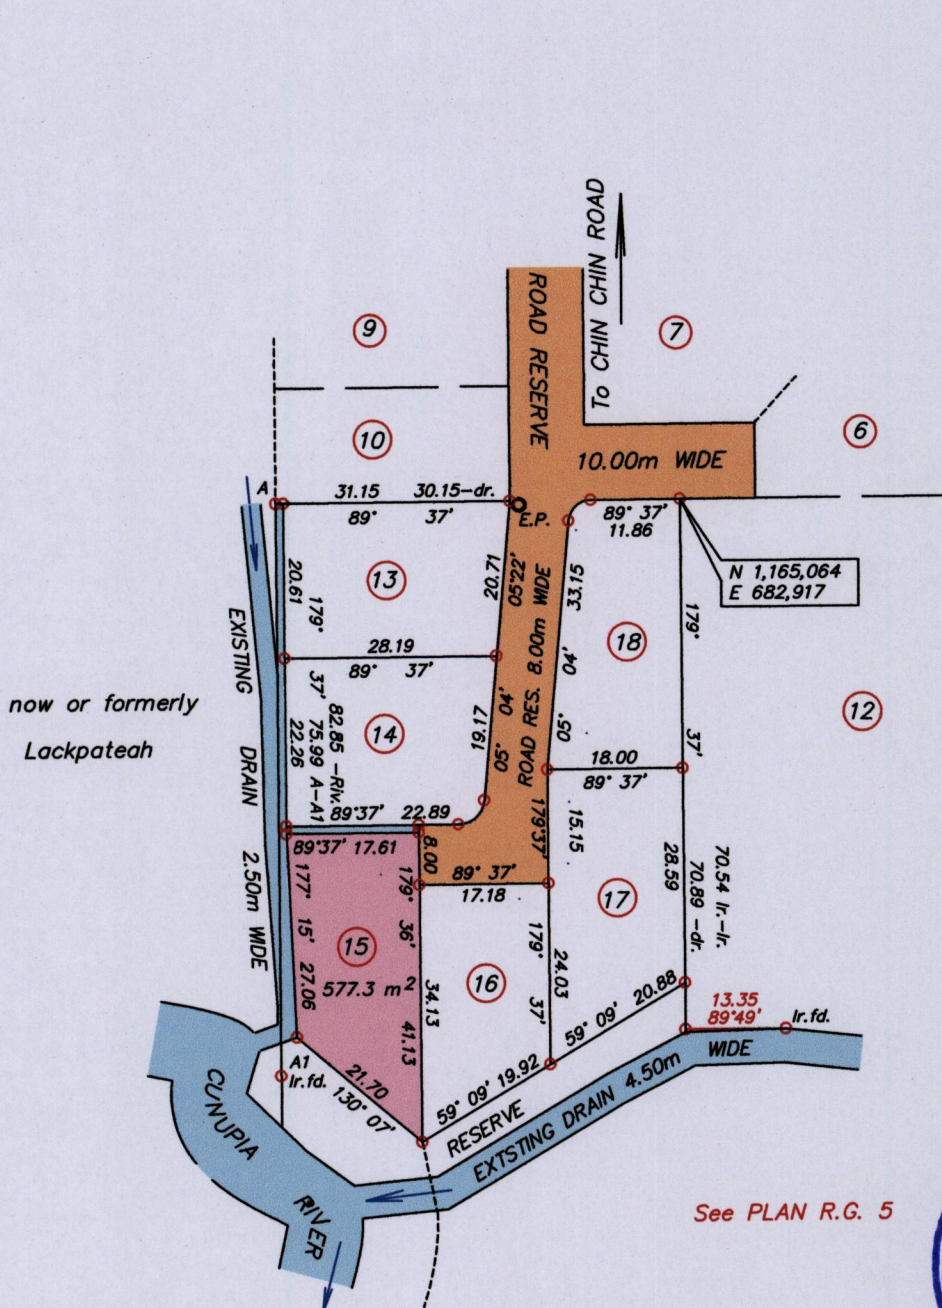 To CHIN CHIN ROAD
ROAD RESERVE
9
7
10
6
10.00m WIDE
A
31.15 30.15-dr.
89° 37'
E.P.
89° 37'
11.86
N 1,165,064
E 682,917
20.61
179°
13
20.71
05°22'
ROAD RES. 8.00m WIDE
33.15
18
179°
28.19
89° 37'
EXISTING DRAIN 2.50m WIDE
now or formerly
Lackpateah
37'
22.26
75.99 A-A1
82.85 -Riv.
14
19.17
05° 04'
05° 04'
12
37'
18.00
89° 37'
89°37' 22.89
89°37' 17.61
8.00
179°37'
15.15
89° 37'
17.18
28.59
70.89 -dr.
70.54 Ir.-Ir.
177° 15' 27.06
15
577.3 m²
179° 36'
34.13
41.13
16
179° 37'
24.03
17
59° 09' 20.88
13.35
89°49'
Ir.fd.
A1
Ir.fd.
21.70
130° 07'
59° 09' 19.92
RESERVE
EXTSTING DRAIN 4.50m WIDE
CUNUPIA RIVER
See PLAN R.G. 5